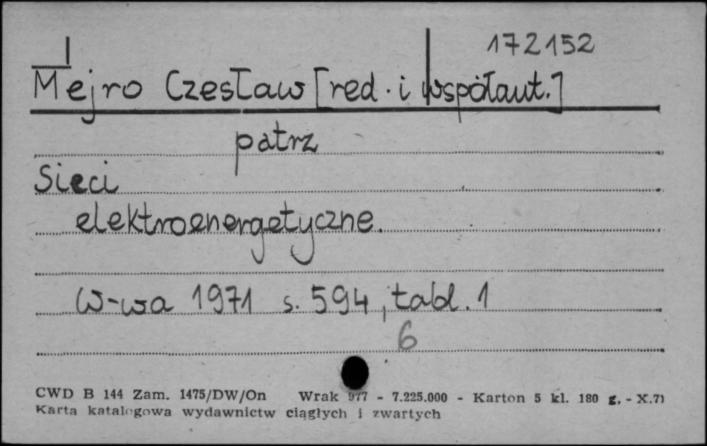 172152
Mejro Czesław [red. i współaut.]
patrz
Sieci
elektroenergetyczne.
W-wa 1971 s. 594, tabl. 1
6
CWD B 144 Zam. 1475/DW/On Wrak 977 - 7.225.000 - Karton 5 kl. 180 g. - X.71
Karta katalogowa wydawnictw ciągłych i zwartych